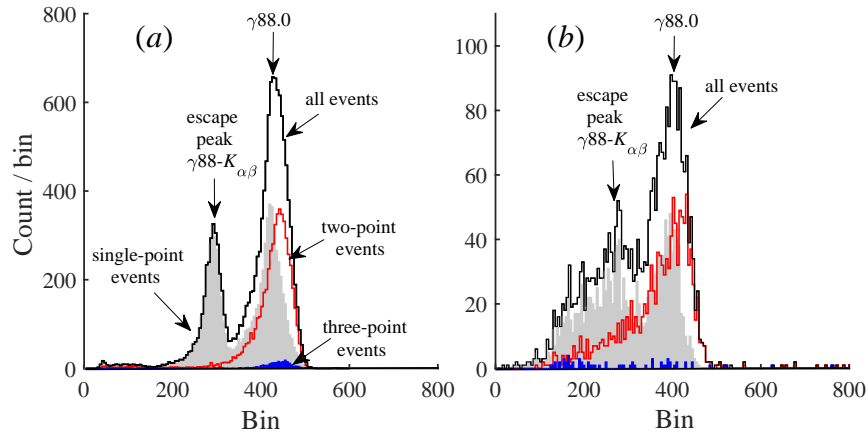 (a)
γ88.0
all events
escape
peak
γ88-Kαβ
single-point
events
two-point
events
three-point
events
Count / bin
800
600
400
200
0
0 200 400 600 800
Bin
(b)
γ88.0
all events
escape
peak
γ88-Kαβ
100
80
60
40
20
0
0 200 400 600 800
Bin